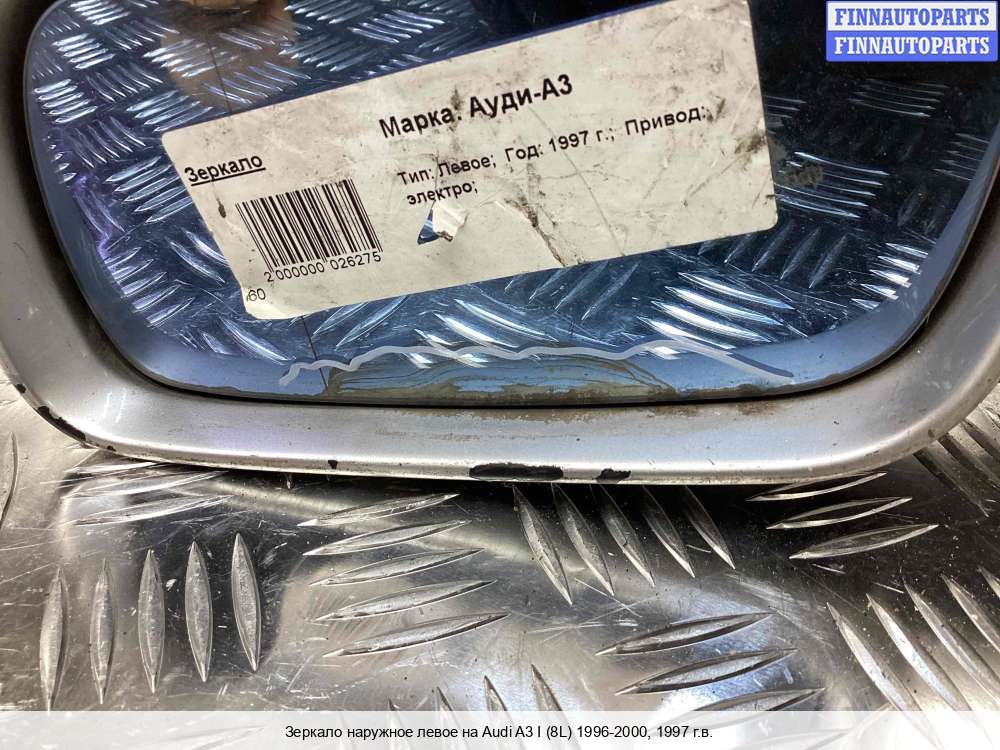 FINNAUTOPARTS
FINNAUTOPARTS
Марка: Ауди-А3
Зеркало
Тип: Левое; Год: 1997 г.; Привод:
электро;
2 000000 026275
60
Зеркало наружное левое на Audi A3 I (8L) 1996-2000, 1997 г.в.